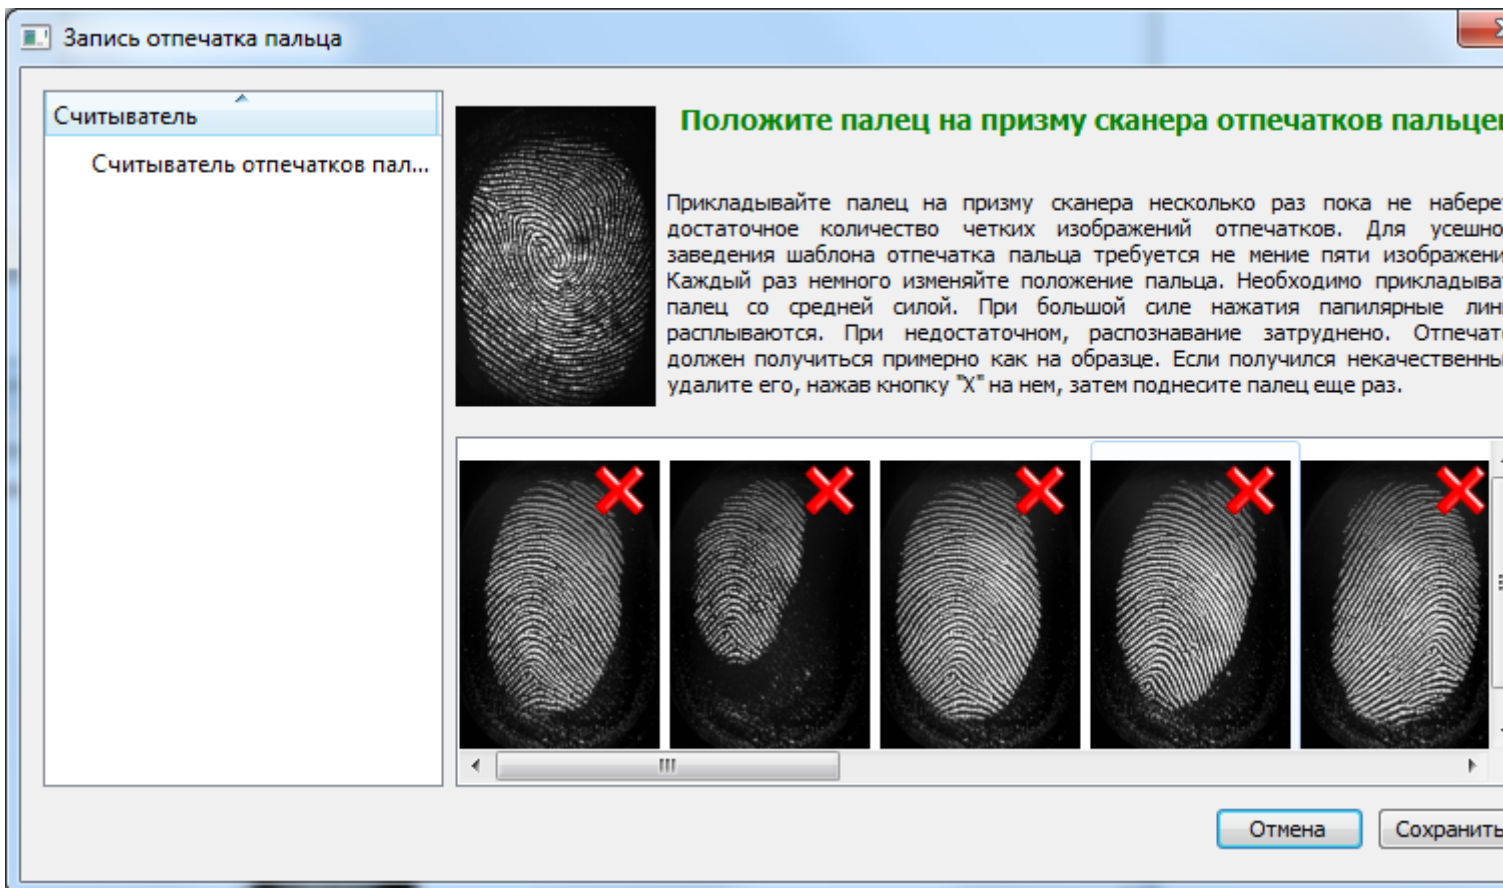 Запись отпечатка пальца
Считыватель
Считыватель отпечатков пал...
Положите палец на призму сканера отпечатков пальце
Прикладывайте палец на призму сканера несколько раз пока не наберет
достаточное количество четких изображений отпечатков. Для усешно
заведения шаблона отпечатка пальца требуется не мение пяти изображени
Каждый раз немного изменяйте положение пальца. Необходимо прикладыват
палец со средней силой. При большой силе нажатия папилярные лин
расплываются. При недостаточном, распознавание затруднено. Отпечат
должен получиться примерно как на образце. Если получился некачественны
удалите его, нажав кнопку "X" на нем, затем поднесите палец еще раз.
Отмена
Сохранить